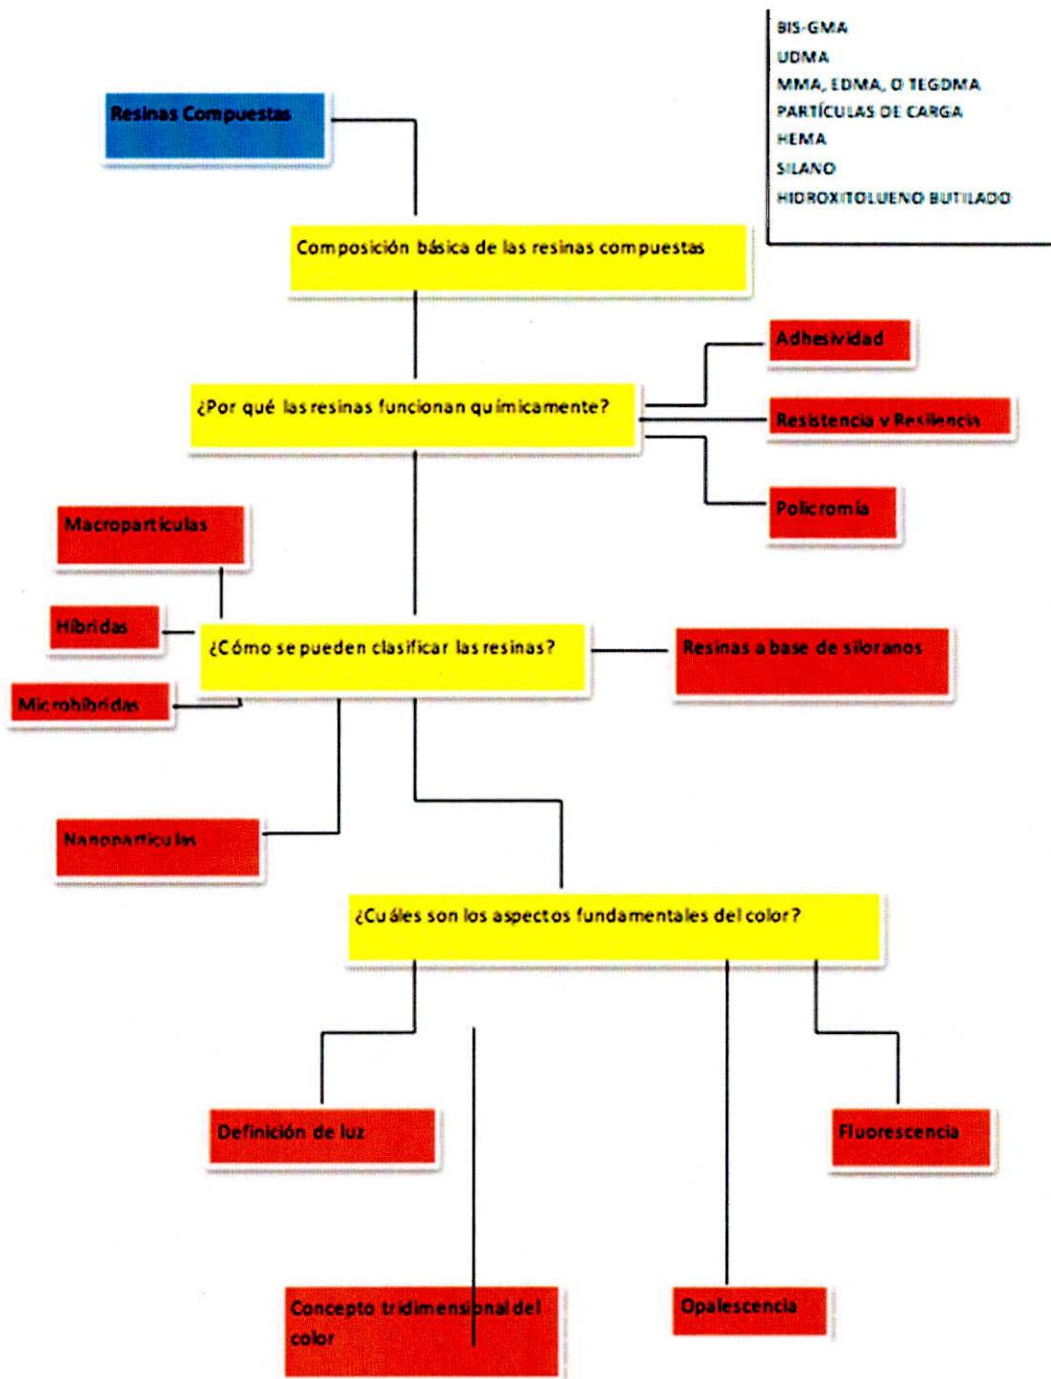 BIS-GMA
UDMA
MMA, EDMA, O TEGDMA
PARTÍCULAS DE CARGA
HEMA
SILANO
HIDROXITOLUENO BUTILADO
Resinas Compuestas
Composición básica de las resinas compuestas
Adhesividad
¿Por qué las resinas funcionan químicamente?
Resistencia y Resilencia
Policromía
Macropartículas
Híbridas
¿Cómo se pueden clasificar las resinas?
Resinas a base de siloranos
Microhíbridas
Nanopartículas
¿Cuáles son los aspectos fundamentales del color?
Definición de luz
Fluorescencia
Concepto tridimensional del
color
Opalescencia